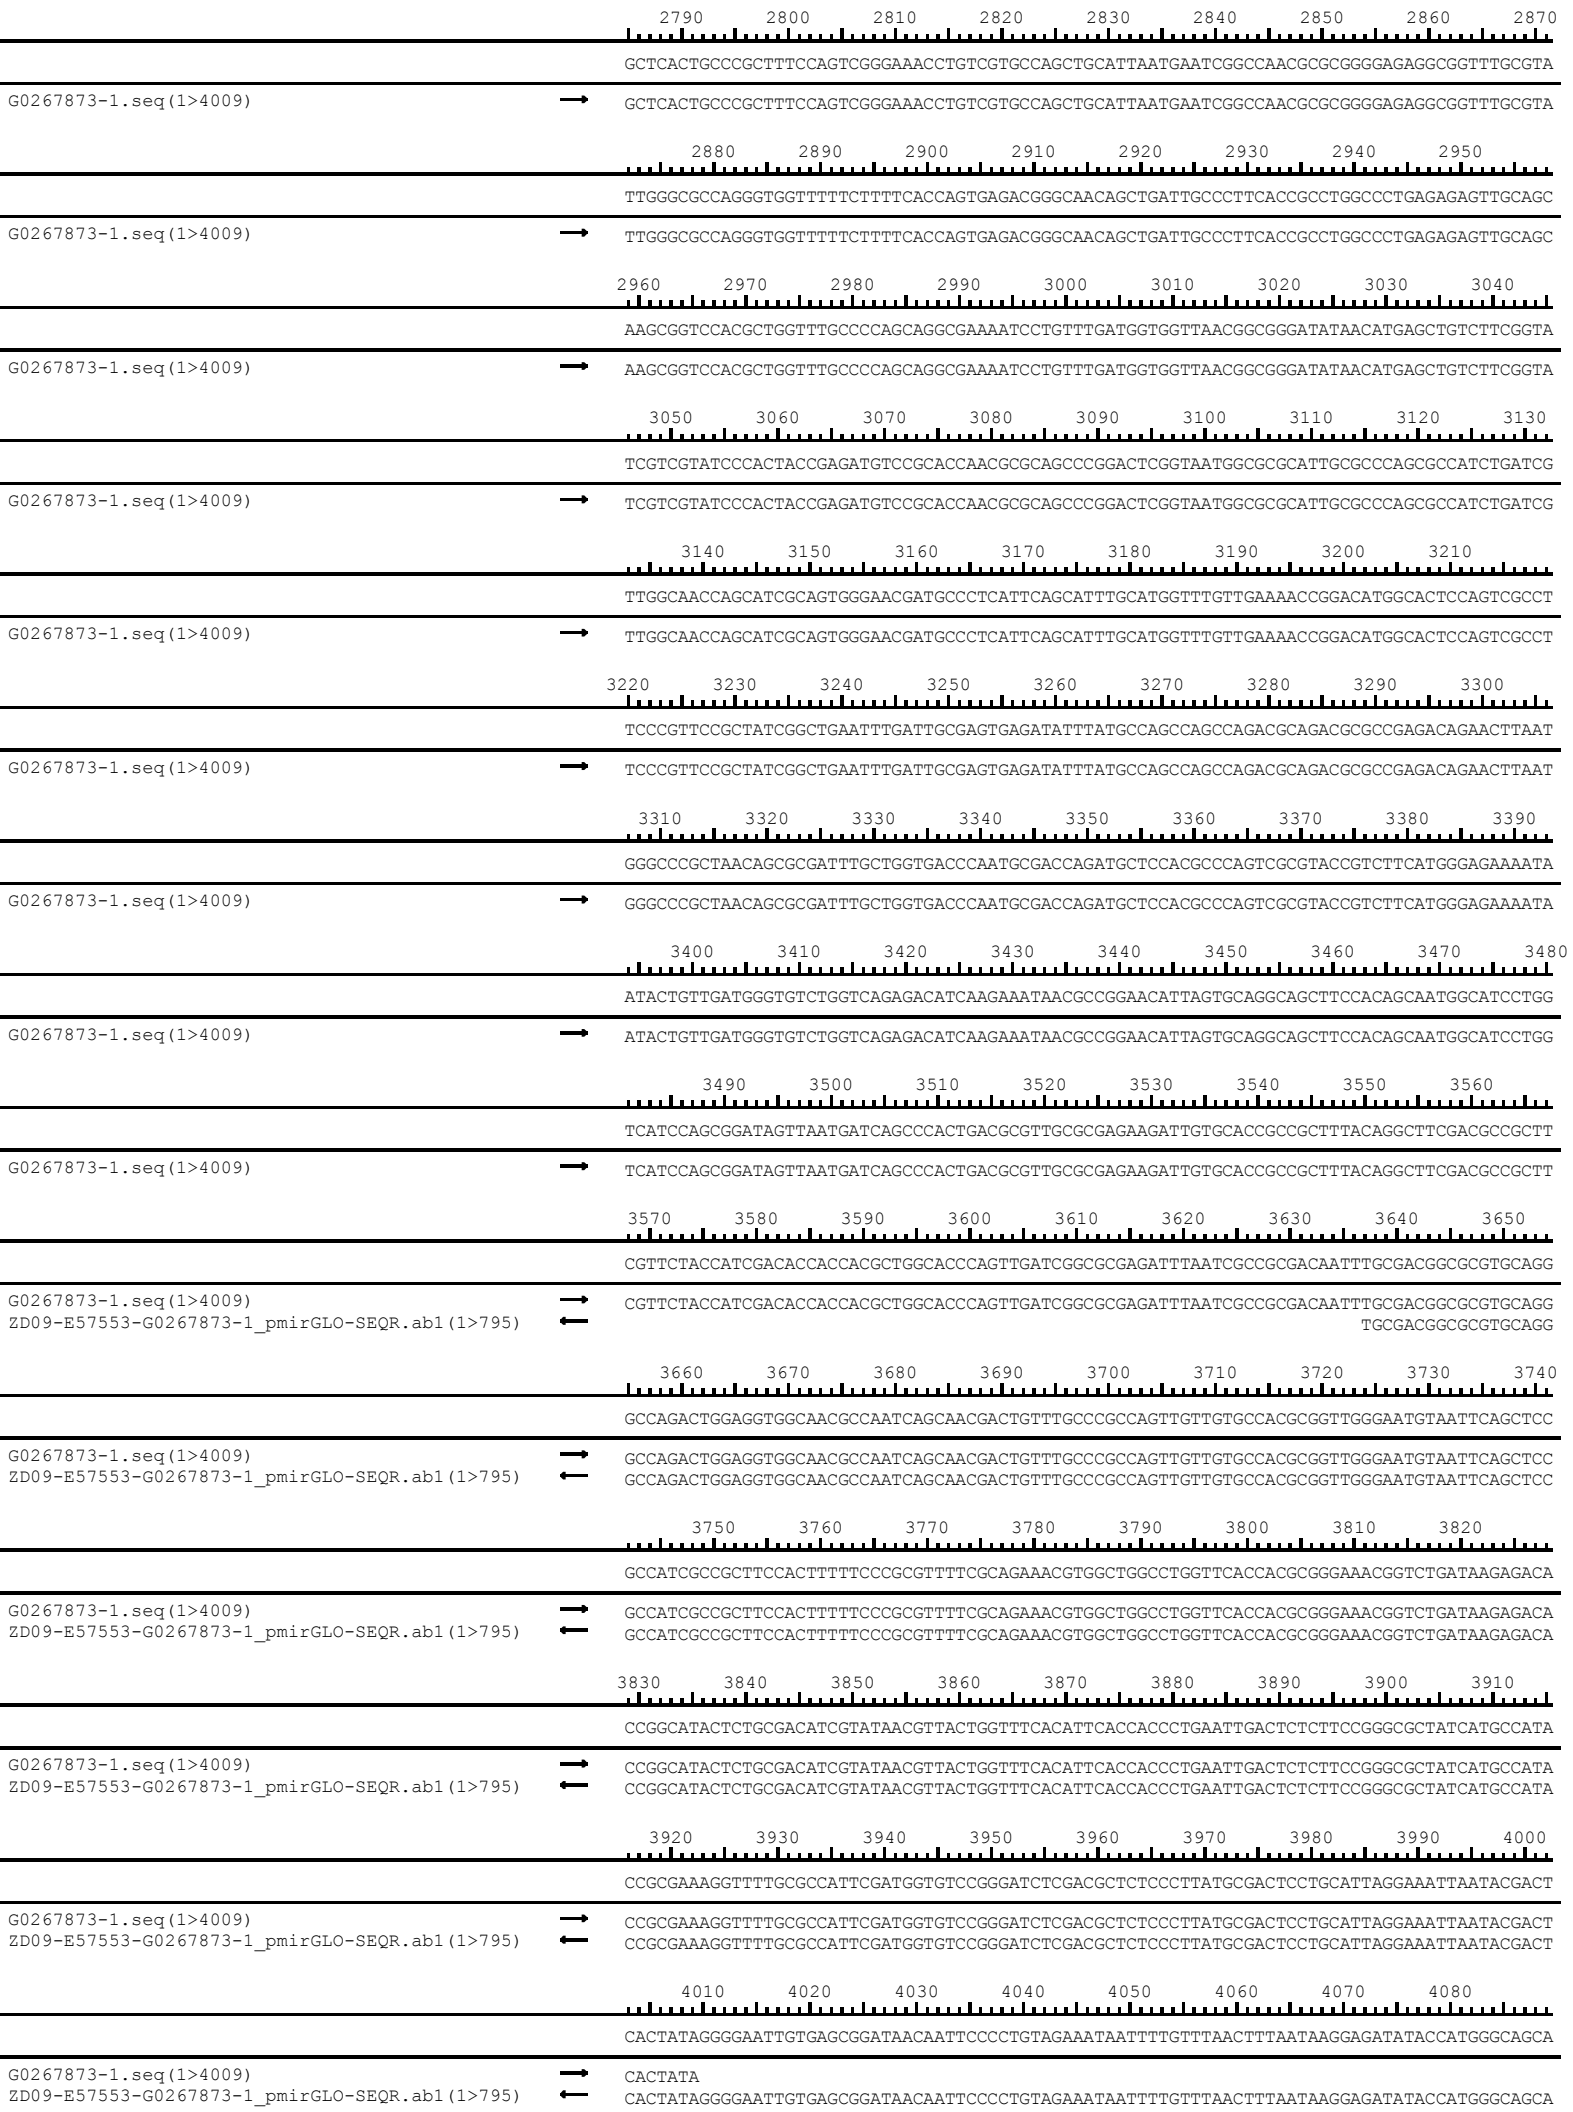 2790 2800 2810 2820 2830 2840 2850 2860 2870
GCTCACTGCCCGCTTTCCAGTCGGGAAACCTGTCGTGCCAGCTGCATTAATGAATCGGCCAACGCGCGGGGAGAGGCGGTTTGCGTA
G0267873-1.seq(1>4009) → GCTCACTGCCCGCTTTCCAGTCGGGAAACCTGTCGTGCCAGCTGCATTAATGAATCGGCCAACGCGCGGGGAGAGGCGGTTTGCGTA
2880 2890 2900 2910 2920 2930 2940 2950
TTGGGCGCCAGGGTGGTTTTTCTTTTCACCAGTGAGACGGGCAACAGCTGATTGCCCTTCACCGCCTGGCCCTGAGAGAGTTGCAGC
G0267873-1.seq(1>4009) → TTGGGCGCCAGGGTGGTTTTTCTTTTCACCAGTGAGACGGGCAACAGCTGATTGCCCTTCACCGCCTGGCCCTGAGAGAGTTGCAGC
2960 2970 2980 2990 3000 3010 3020 3030 3040
AAGCGGTCCACGCTGGTTTGCCCCAGCAGGCGAAAATCCTGTTTGATGGTGGTTAACGGCGGGATATAACATGAGCTGTCTTCGGTA
G0267873-1.seq(1>4009) → AAGCGGTCCACGCTGGTTTGCCCCAGCAGGCGAAAATCCTGTTTGATGGTGGTTAACGGCGGGATATAACATGAGCTGTCTTCGGTA
3050 3060 3070 3080 3090 3100 3110 3120 3130
TCGTCGTATCCCACTACCGAGATGTCCGCACCAACGCGCAGCCCGGACTCGGTAATGGCGCGCATTGCGCCCAGCGCCATCTGATCG
G0267873-1.seq(1>4009) → TCGTCGTATCCCACTACCGAGATGTCCGCACCAACGCGCAGCCCGGACTCGGTAATGGCGCGCATTGCGCCCAGCGCCATCTGATCG
3140 3150 3160 3170 3180 3190 3200 3210
TTGGCAACCAGCATCGCAGTGGGAACGATGCCCTCATTCAGCATTTGCATGGTTTGTTGAAAACCGGACATGGCACTCCAGTCGCCT
G0267873-1.seq(1>4009) → TTGGCAACCAGCATCGCAGTGGGAACGATGCCCTCATTCAGCATTTGCATGGTTTGTTGAAAACCGGACATGGCACTCCAGTCGCCT
3220 3230 3240 3250 3260 3270 3280 3290 3300
TCCCGTTCCGCTATCGGCTGAATTTGATTGCGAGTGAGATATTTATGCCAGCCAGCCAGACGCAGACGCGCCGAGACAGAACTTAAT
G0267873-1.seq(1>4009) → TCCCGTTCCGCTATCGGCTGAATTTGATTGCGAGTGAGATATTTATGCCAGCCAGCCAGACGCAGACGCGCCGAGACAGAACTTAAT
3310 3320 3330 3340 3350 3360 3370 3380 3390
GGGCCCGCTAACAGCGCGATTTGCTGGTGACCCAATGCGACCAGATGCTCCACGCCCAGTCGCGTACCGTCTTCATGGGAGAAAATA
G0267873-1.seq(1>4009) → GGGCCCGCTAACAGCGCGATTTGCTGGTGACCCAATGCGACCAGATGCTCCACGCCCAGTCGCGTACCGTCTTCATGGGAGAAAATA
3400 3410 3420 3430 3440 3450 3460 3470 3480
ATACTGTTGATGGGTGTCTGGTCAGAGACATCAAGAAATAACGCCGGAACATTAGTGCAGGCAGCTTCCACAGCAATGGCATCCTGG
G0267873-1.seq(1>4009) → ATACTGTTGATGGGTGTCTGGTCAGAGACATCAAGAAATAACGCCGGAACATTAGTGCAGGCAGCTTCCACAGCAATGGCATCCTGG
3490 3500 3510 3520 3530 3540 3550 3560
TCATCCAGCGGATAGTTAATGATCAGCCCACTGACGCGTTGCGCGAGAAGATTGTGCACCGCCGCTTTACAGGCTTCGACGCCGCTT
G0267873-1.seq(1>4009) → TCATCCAGCGGATAGTTAATGATCAGCCCACTGACGCGTTGCGCGAGAAGATTGTGCACCGCCGCTTTACAGGCTTCGACGCCGCTT
3570 3580 3590 3600 3610 3620 3630 3640 3650
CGTTCTACCATCGACACCACCACGCTGGCACCCAGTTGATCGGCGCGAGATTTAATCGCCGCGACAATTTGCGACGGCGCGTGCAGG
G0267873-1.seq(1>4009) → CGTTCTACCATCGACACCACCACGCTGGCACCCAGTTGATCGGCGCGAGATTTAATCGCCGCGACAATTTGCGACGGCGCGTGCAGG
ZD09-E57553-G0267873-1_pmirGLO-SEQR.ab1(1>795) ← TGCGACGGCGCGTGCAGG
3660 3670 3680 3690 3700 3710 3720 3730 3740
GCCAGACTGGAGGTGGCAACGCCAATCAGCAACGACTGTTTGCCCGCCAGTTGTTGTGCCACGCGGTTGGGAATGTAATTCAGCTCC
G0267873-1.seq(1>4009) → GCCAGACTGGAGGTGGCAACGCCAATCAGCAACGACTGTTTGCCCGCCAGTTGTTGTGCCACGCGGTTGGGAATGTAATTCAGCTCC
ZD09-E57553-G0267873-1_pmirGLO-SEQR.ab1(1>795) ← GCCAGACTGGAGGTGGCAACGCCAATCAGCAACGACTGTTTGCCCGCCAGTTGTTGTGCCACGCGGTTGGGAATGTAATTCAGCTCC
3750 3760 3770 3780 3790 3800 3810 3820
GCCATCGCCGCTTCCACTTTTTCCCGCGTTTTCGCAGAAACGTGGCTGGCCTGGTTCACCACGCGGGAAACGGTCTGATAAGAGACA
G0267873-1.seq(1>4009) → GCCATCGCCGCTTCCACTTTTTCCCGCGTTTTCGCAGAAACGTGGCTGGCCTGGTTCACCACGCGGGAAACGGTCTGATAAGAGACA
ZD09-E57553-G0267873-1_pmirGLO-SEQR.ab1(1>795) ← GCCATCGCCGCTTCCACTTTTTCCCGCGTTTTCGCAGAAACGTGGCTGGCCTGGTTCACCACGCGGGAAACGGTCTGATAAGAGACA
3830 3840 3850 3860 3870 3880 3890 3900 3910
CCGGCATACTCTGCGACATCGTATAACGTTACTGGTTTCACATTCACCACCCTGAATTGACTCTCTTCCGGGCGCTATCATGCCATA
G0267873-1.seq(1>4009) → CCGGCATACTCTGCGACATCGTATAACGTTACTGGTTTCACATTCACCACCCTGAATTGACTCTCTTCCGGGCGCTATCATGCCATA
ZD09-E57553-G0267873-1_pmirGLO-SEQR.ab1(1>795) ← CCGGCATACTCTGCGACATCGTATAACGTTACTGGTTTCACATTCACCACCCTGAATTGACTCTCTTCCGGGCGCTATCATGCCATA
3920 3930 3940 3950 3960 3970 3980 3990 4000
CCGCGAAAGGTTTTGCGCCATTCGATGGTGTCCGGGATCTCGACGCTCTCCCTTATGCGACTCCTGCATTAGGAAATTAATACGACT
G0267873-1.seq(1>4009) → CCGCGAAAGGTTTTGCGCCATTCGATGGTGTCCGGGATCTCGACGCTCTCCCTTATGCGACTCCTGCATTAGGAAATTAATACGACT
ZD09-E57553-G0267873-1_pmirGLO-SEQR.ab1(1>795) ← CCGCGAAAGGTTTTGCGCCATTCGATGGTGTCCGGGATCTCGACGCTCTCCCTTATGCGACTCCTGCATTAGGAAATTAATACGACT
4010 4020 4030 4040 4050 4060 4070 4080
CACTATAGGGGAATTGTGAGCGGATAACAATTCCCCTGTAGAAATAATTTTGTTTAACTTTAATAAGGAGATATACCATGGGCAGCA
G0267873-1.seq(1>4009) → CACTATA
ZD09-E57553-G0267873-1_pmirGLO-SEQR.ab1(1>795) ← CACTATAGGGGAATTGTGAGCGGATAACAATTCCCCTGTAGAAATAATTTTGTTTAACTTTAATAAGGAGATATACCATGGGCAGCA